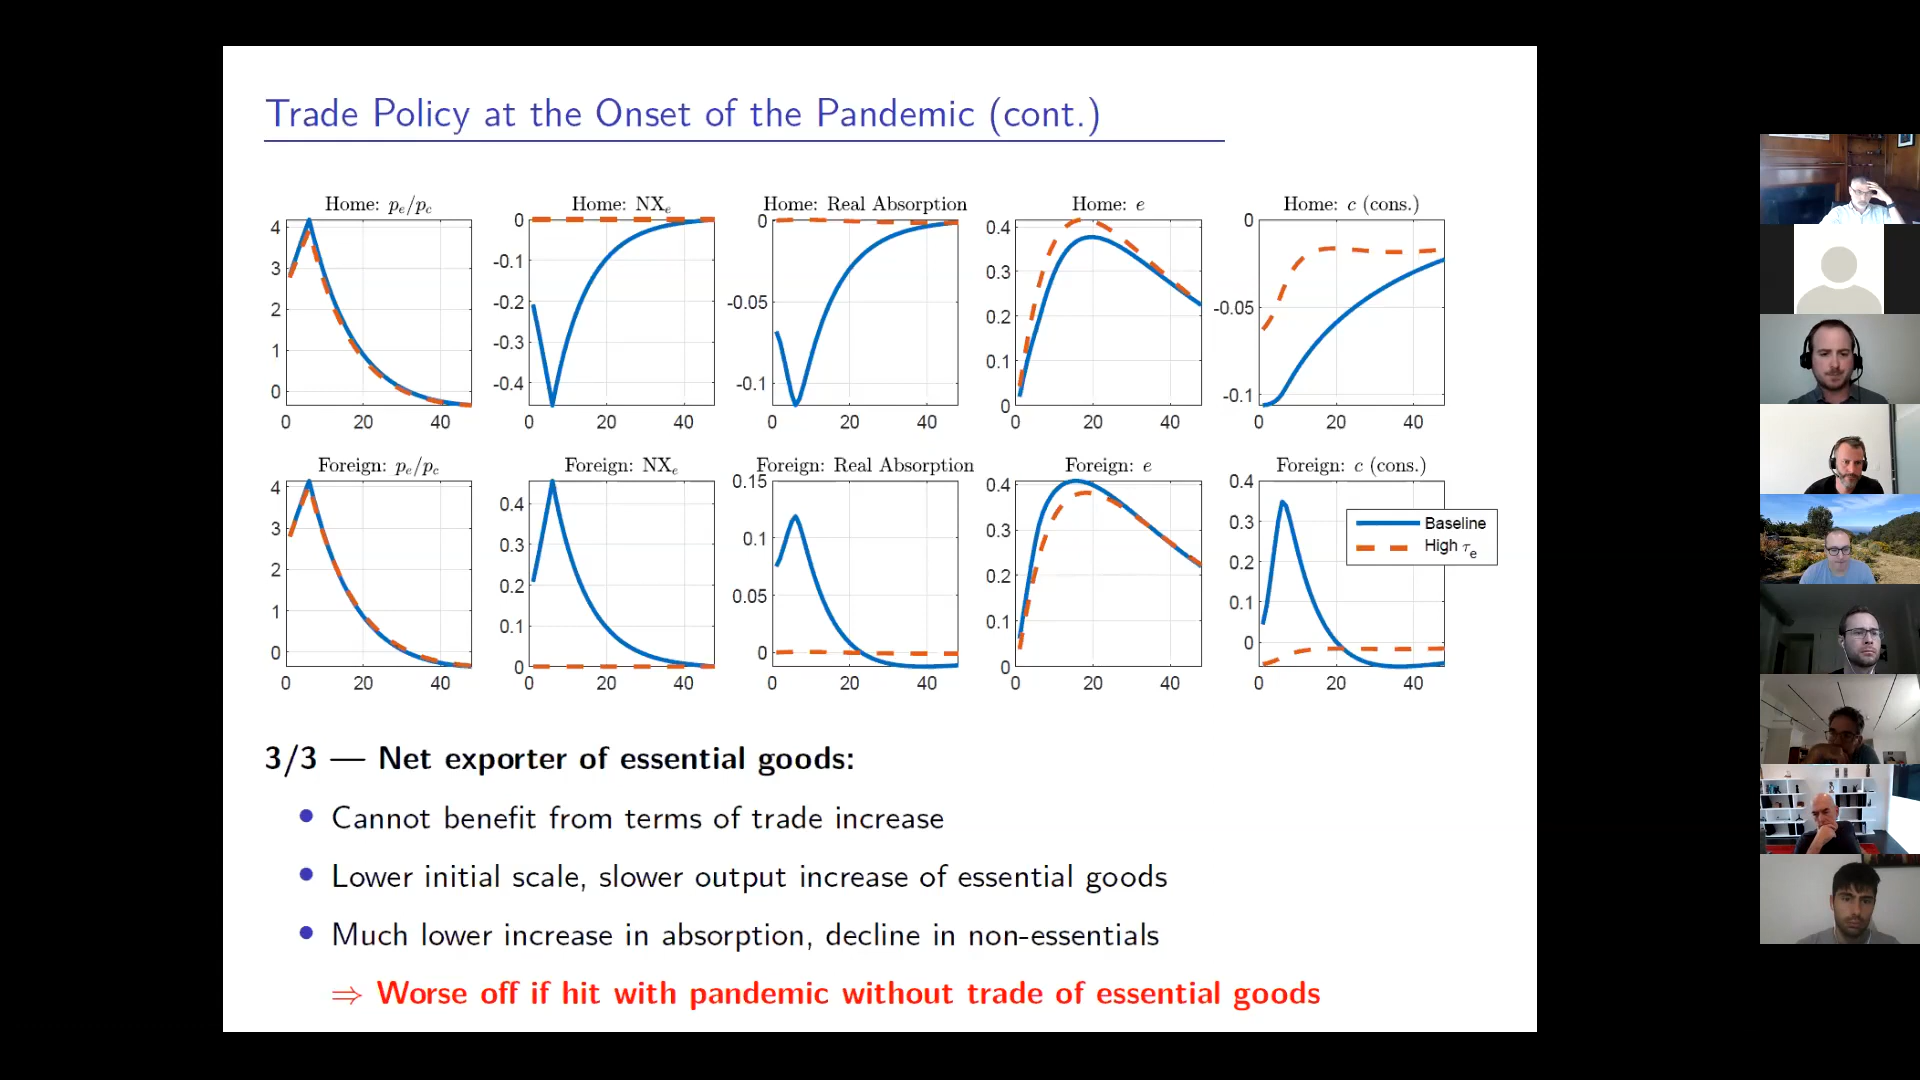 Trade Policy at the Onset of the Pandemic (cont.)
Home: pₑ/p_c
Home: NXₑ
Home: Real Absorption
Home: e
Home: c (cons.)
4
3
2
1
0
0 20 40
0
-0.1
-0.2
-0.3
-0.4
0 20 40
0
-0.05
-0.1
0 20 40
0.4
0.3
0.2
0.1
0
0 20 40
0
-0.05
-0.1
0 20 40
Foreign: pₑ/p_c
Foreign: NXₑ
Foreign: Real Absorption
Foreign: e
Foreign: c (cons.)
4
3
2
1
0
0 20 40
0.4
0.3
0.2
0.1
0
0 20 40
0.15
0.1
0.05
0
0 20 40
0.4
0.3
0.2
0.1
0
0 20 40
0.4
0.3
0.2
0.1
0
0 20 40
Baseline
High τₑ
3/3 — Net exporter of essential goods:
• Cannot benefit from terms of trade increase
• Lower initial scale, slower output increase of essential goods
• Much lower increase in absorption, decline in non-essentials
⇒ Worse off if hit with pandemic without trade of essential goods